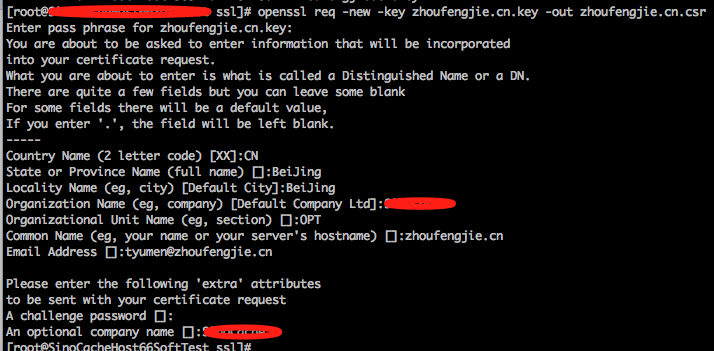 [root@ ssl]# openssl req -new -key zhoufengjie.cn.key -out zhoufengjie.cn.csr
Enter pass phrase for zhoufengjie.cn.key:
You are about to be asked to enter information that will be incorporated
into your certificate request.
What you are about to enter is what is called a Distinguished Name or a DN.
There are quite a few fields but you can leave some blank
For some fields there will be a default value,
If you enter '.', the field will be left blank.
-----
Country Name (2 letter code) [XX]:CN
State or Province Name (full name) []:BeiJing
Locality Name (eg, city) [Default City]:BeiJing
Organization Name (eg, company) [Default Company Ltd]:
Organizational Unit Name (eg, section) []:OPT
Common Name (eg, your name or your server's hostname) []:zhoufengjie.cn
Email Address []:tyumen@zhoufengjie.cn
Please enter the following 'extra' attributes
to be sent with your certificate request
A challenge password []:
An optional company name []:
[root@SinoCacheHost66SoftTest ssl]#